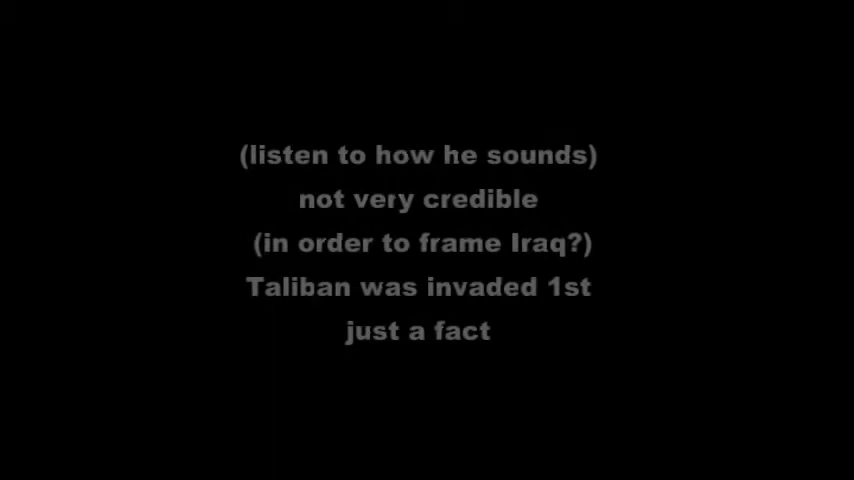 (listen to how he sounds)
not very credible
(in order to frame Iraq?)
Taliban was invaded 1st
just a fact